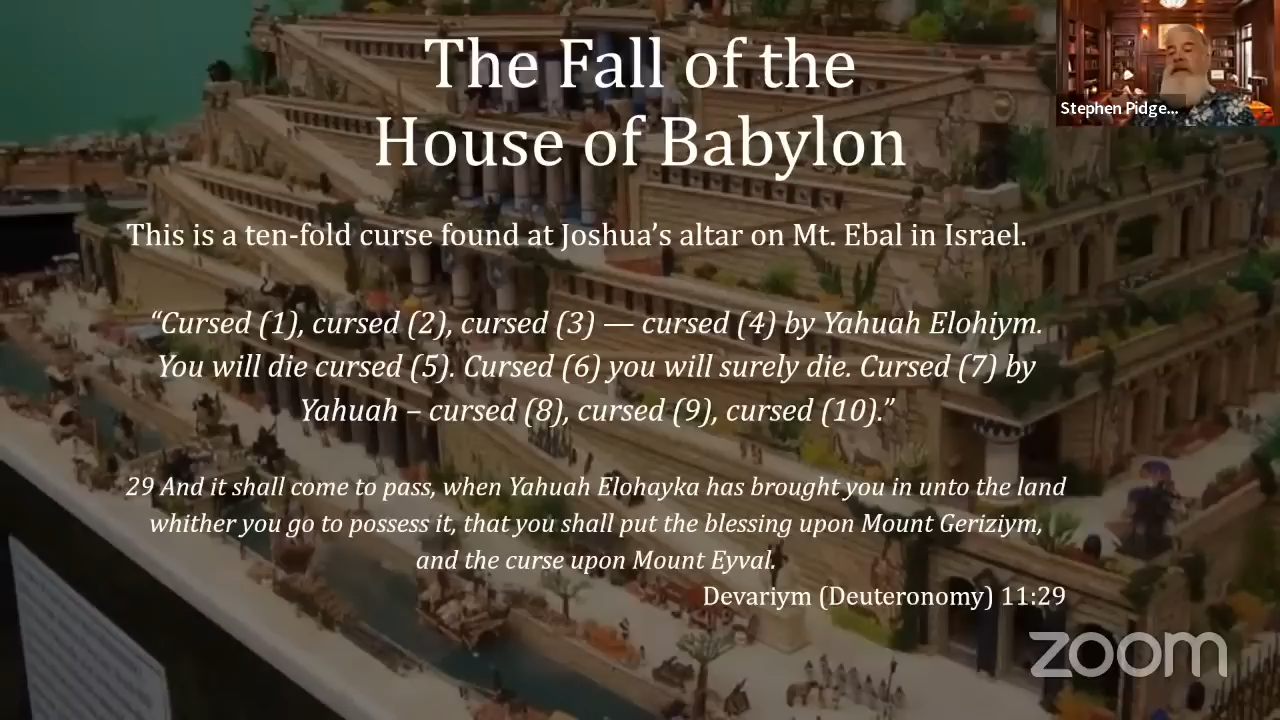 The Fall of the
House of Babylon
Stephen Pidge...
This is a ten-fold curse found at Joshua’s altar on Mt. Ebal in Israel.
“Cursed (1), cursed (2), cursed (3) — cursed (4) by Yahuah Elohiym.
You will die cursed (5). Cursed (6) you will surely die. Cursed (7) by
Yahuah – cursed (8), cursed (9), cursed (10).”
29 And it shall come to pass, when Yahuah Elohayka has brought you in unto the land
whither you go to possess it, that you shall put the blessing upon Mount Geriziym,
and the curse upon Mount Eyval.
Devariym (Deuteronomy) 11:29
zoom